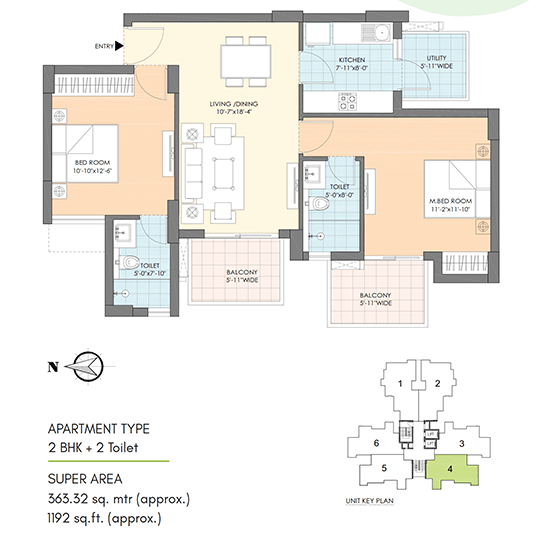 ENTRY
KITCHEN
7'-11"x8'-0"
UTILITY
5'-11"WIDE
LIVING /DINING
10'-7"x18'-4"
BED ROOM
10'-10"x12'-6"
TOILET
5'-0"x8'-0"
M.BED ROOM
11'-2"x11'-10"
TOILET
5'-0"x7'-10"
BALCONY
5'-11"WIDE
BALCONY
5'-11"WIDE
N
APARTMENT TYPE
2 BHK + 2 Toilet
SUPER AREA
363.32 sq. mtr (approx.)
1192 sq.ft. (approx.)
1
2
6
3
5
4
LIFT
LIFT
UNIT KEY PLAN